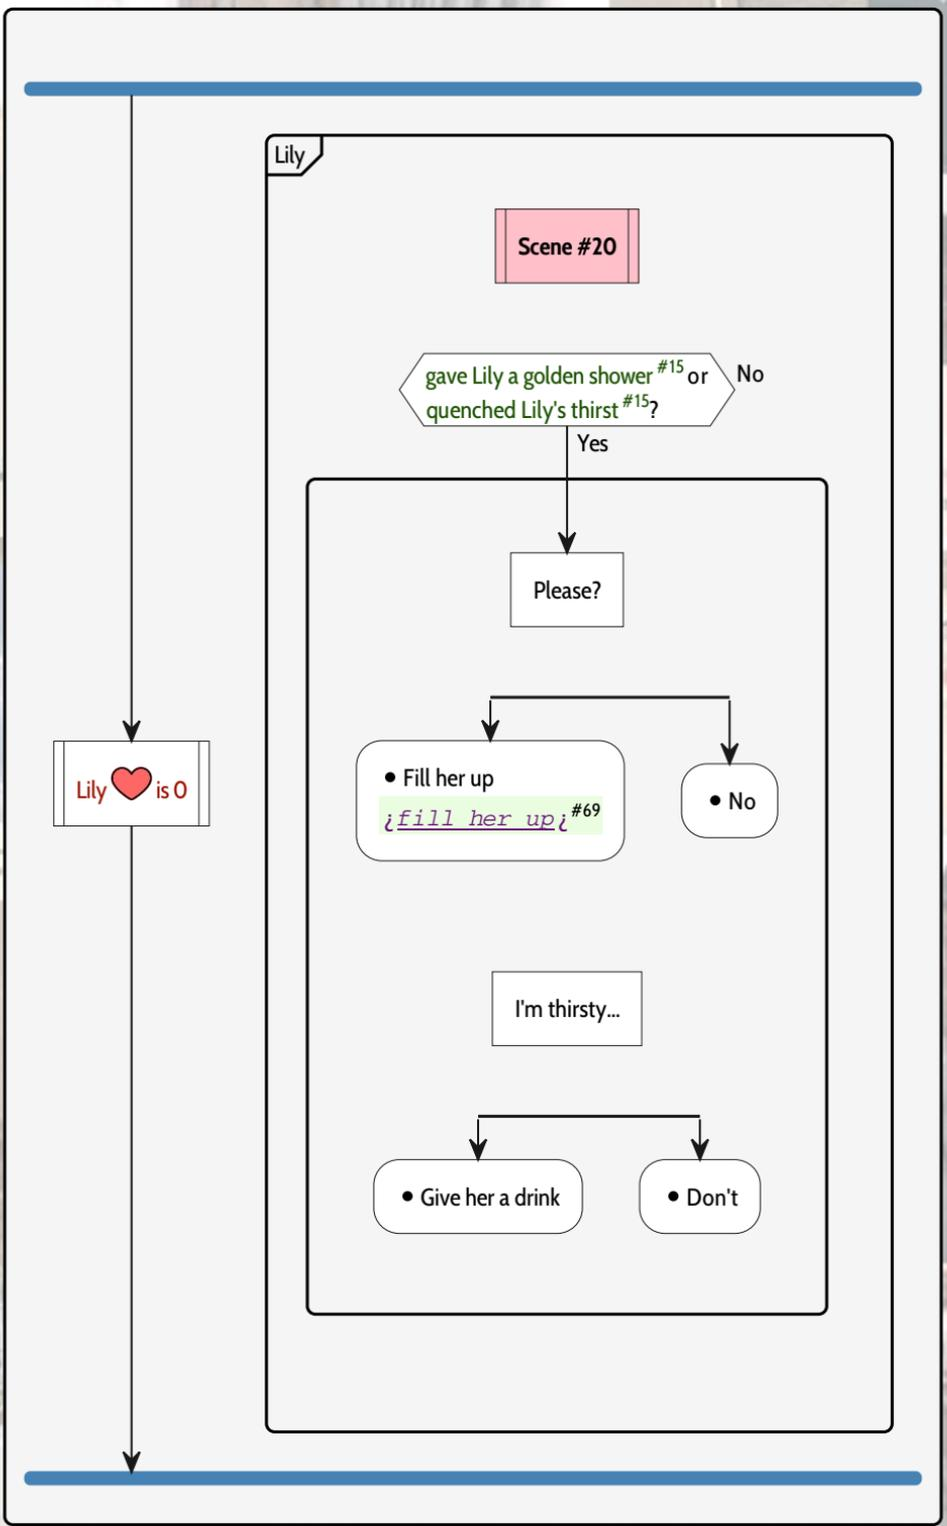 Lily
Scene #20
gave Lily a golden shower #15 or
quenched Lily's thirst #15?
No
Yes
Please?
• Fill her up
¿fill her up¿#69
• No
Lily ❤ is 0
I'm thirsty...
• Give her a drink
• Don't